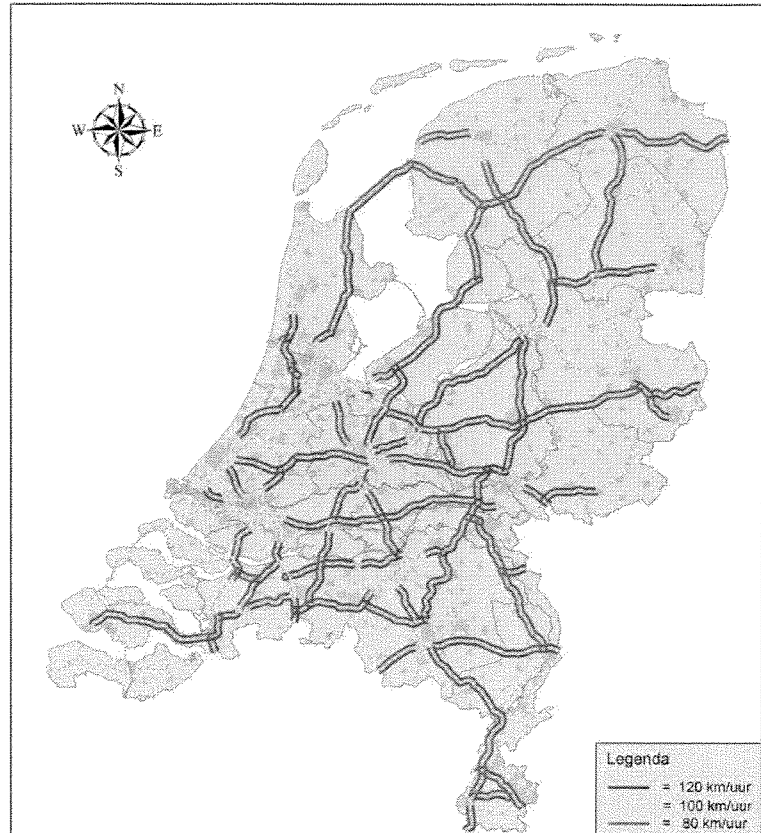 N
W E
S
Legenda
= 120 km/uur
= 100 km/uur
= 80 km/uur